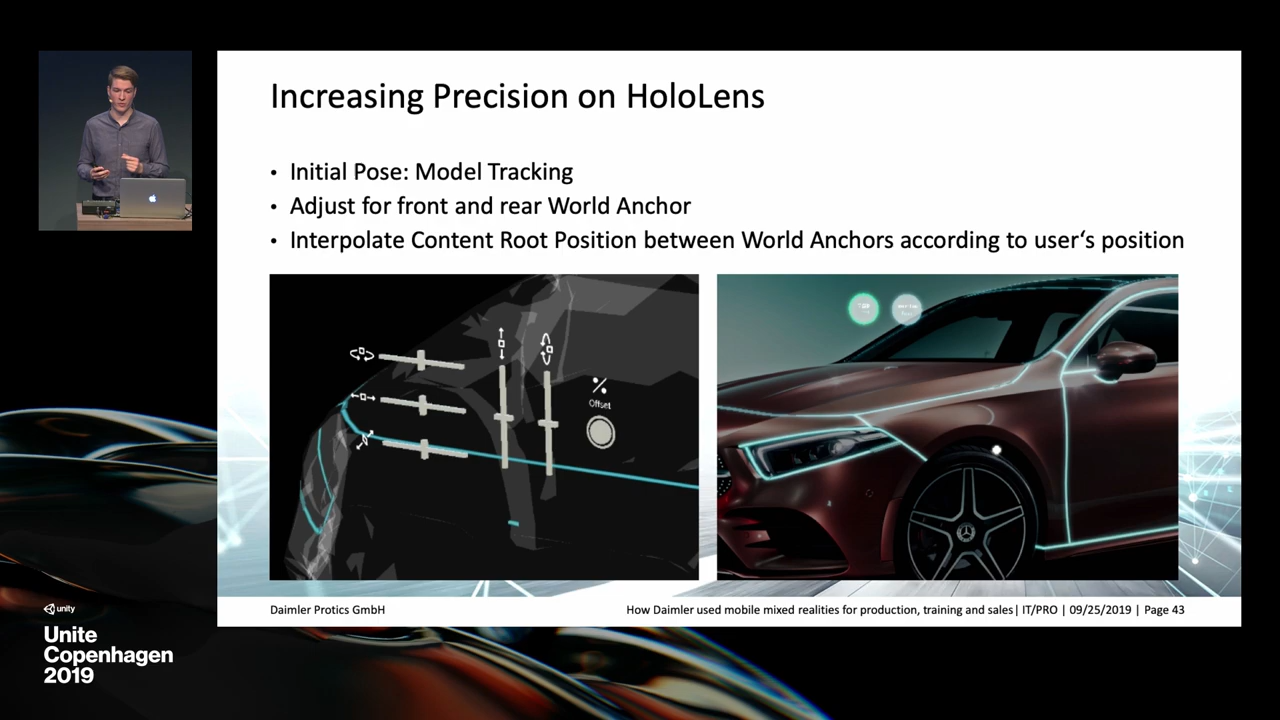 Increasing Precision on HoloLens
• Initial Pose: Model Tracking
• Adjust for front and rear World Anchor
• Interpolate Content Root Position between World Anchors according to user‘s position
%
Offset
Daimler Protics GmbH
How Daimler used mobile mixed realities for production, training and sales| IT/PRO | 09/25/2019 | Page 43
unity
Unite
Copenhagen
2019